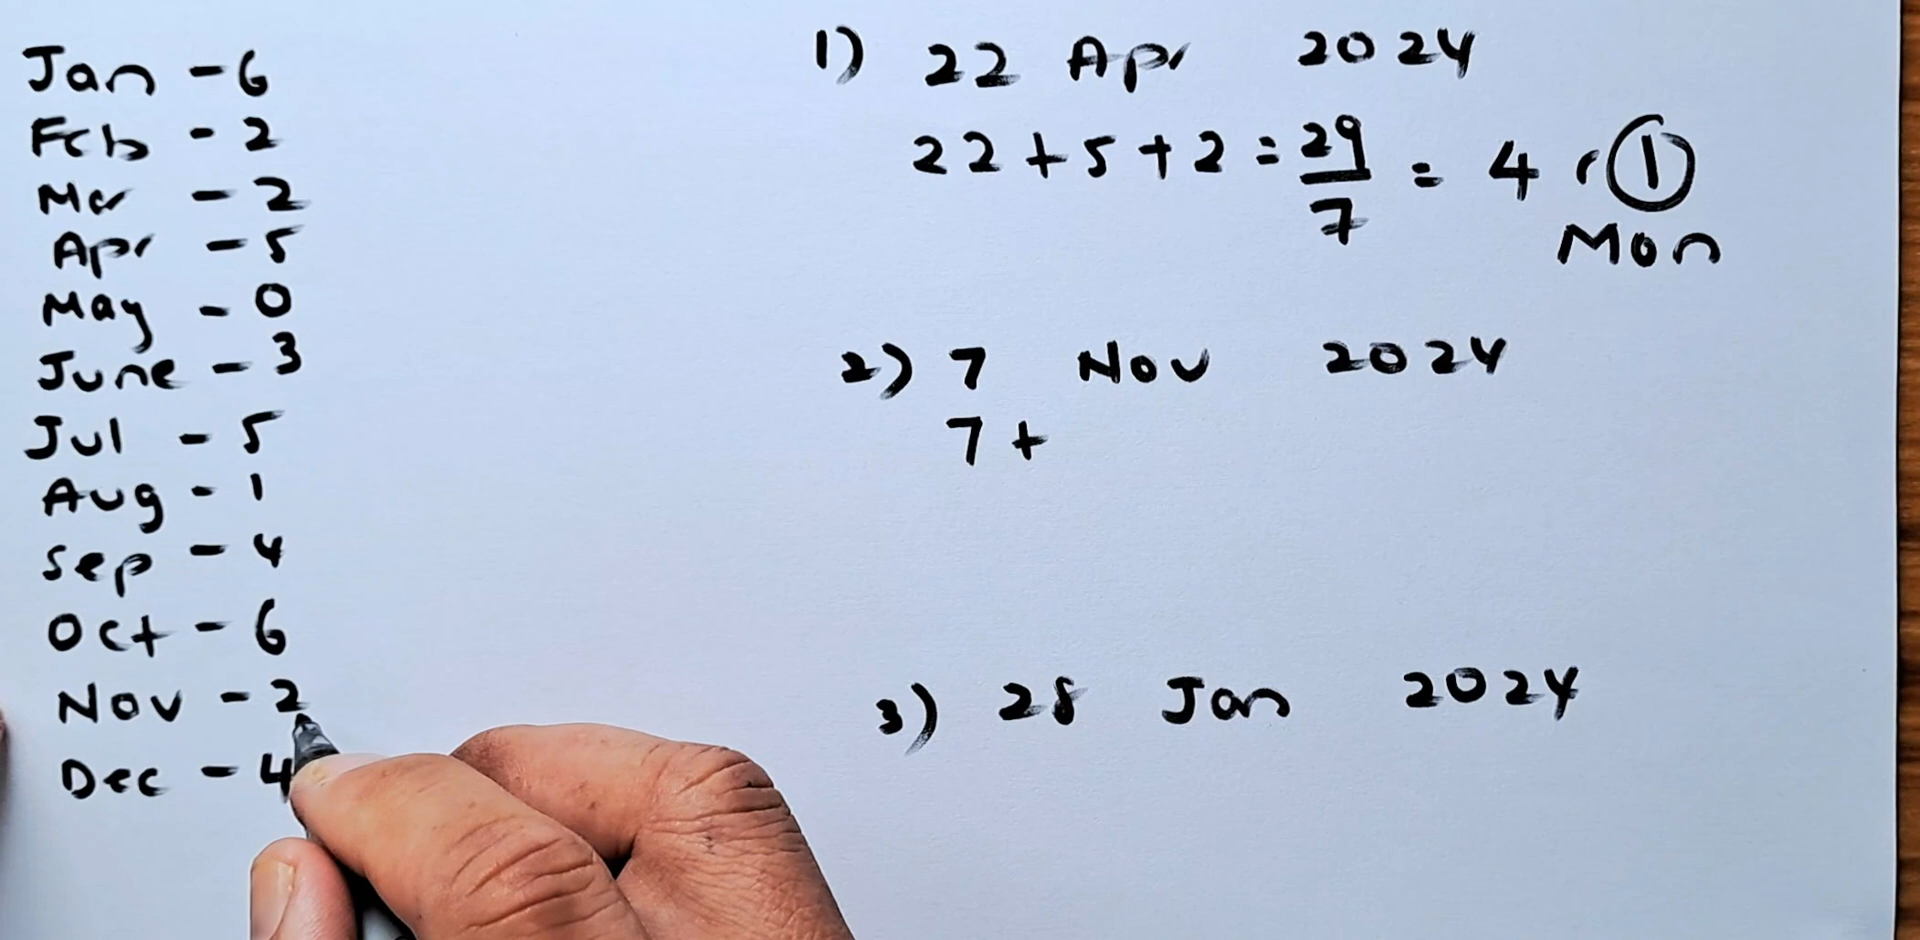 Jan - 6
Feb - 2
Mar - 2
Apr - 5
May - 0
June - 3
Jul - 5
Aug - 1
Sep - 4
Oct - 6
Nov - 2
Dec - 4
1) 22 Apr 2024
22 + 5 + 2 = 29/7 = 4 r 1
Mon
2) 7 Nov 2024
7 +
3) 28 Jan 2024